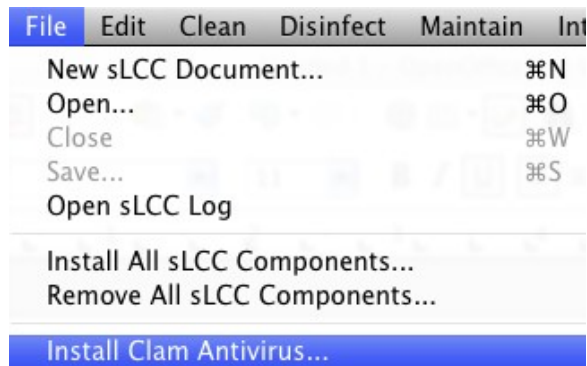 File Edit Clean Disinfect Maintain Int
New sLCC Document... ⌘N
Open... ⌘O
Close ⌘W
Save... ⌘S
Open sLCC Log
Install All sLCC Components...
Remove All sLCC Components...
Install Clam Antivirus...